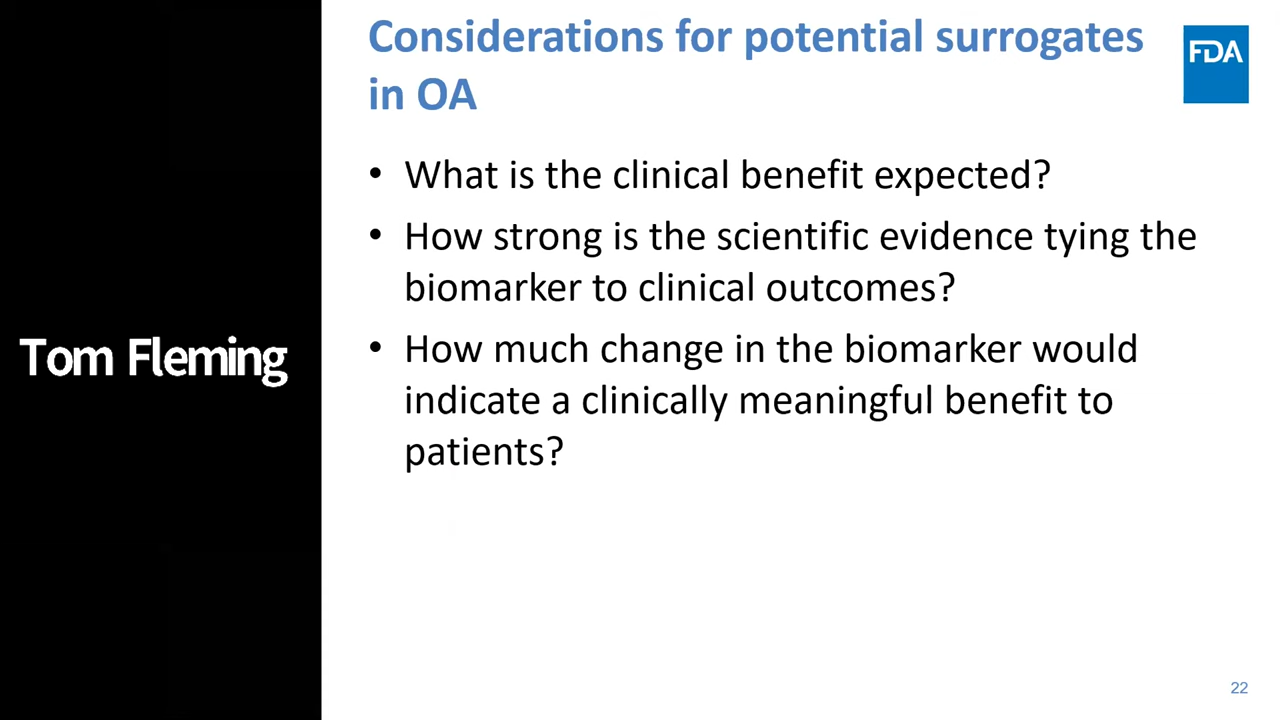 Considerations for potential surrogates
in OA
FDA
• What is the clinical benefit expected?
• How strong is the scientific evidence tying the
biomarker to clinical outcomes?
• How much change in the biomarker would
indicate a clinically meaningful benefit to
patients?
Tom Fleming
22